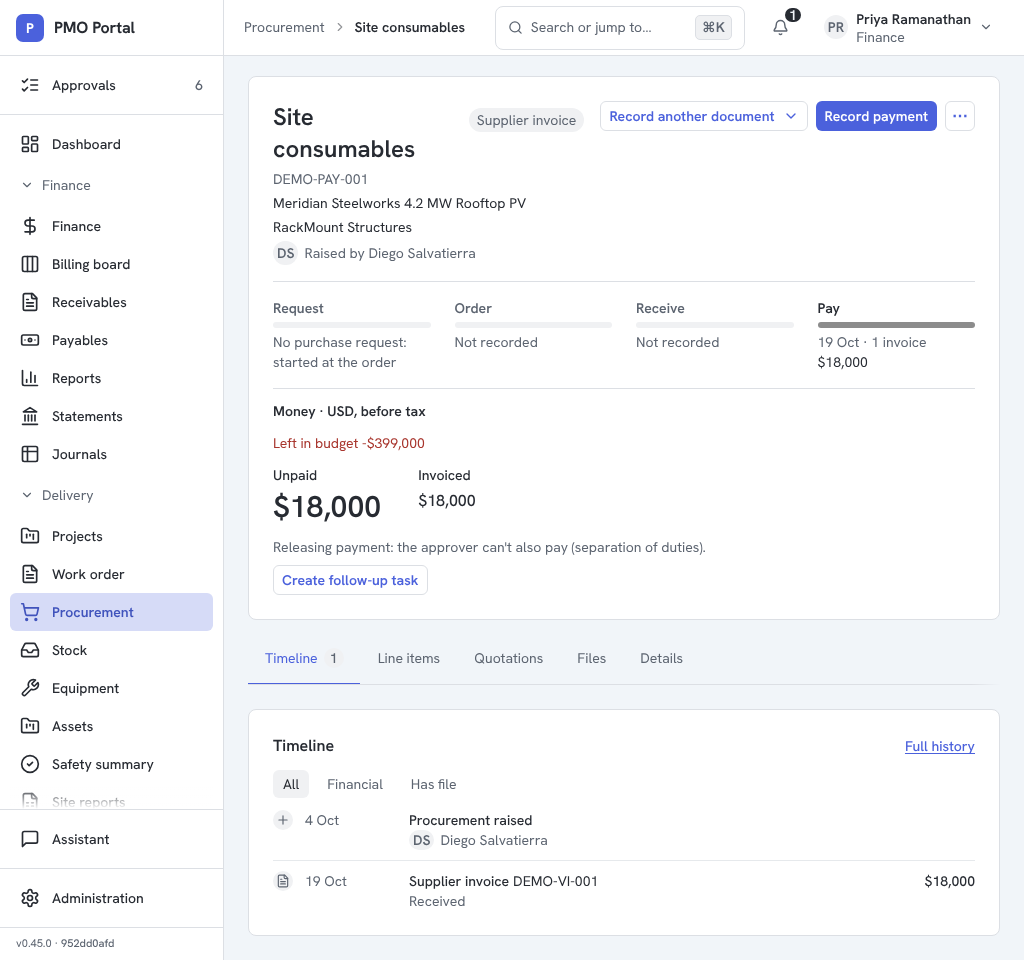 P PMO Portal
Procurement > Site consumables
Search or jump to... ⌘K
1
PR Priya Ramanathan
Finance
Approvals 6
Dashboard
Finance
Finance
Billing board
Receivables
Payables
Reports
Statements
Journals
Delivery
Projects
Work order
Procurement
Stock
Equipment
Assets
Safety summary
Site reports
Assistant
Administration
v0.45.0 · 952dd0afd
Site consumables
Supplier invoice
Record another document
Record payment
DEMO-PAY-001
Meridian Steelworks 4.2 MW Rooftop PV
RackMount Structures
DS Raised by Diego Salvatierra
Request
No purchase request:
started at the order
Order
Not recorded
Receive
Not recorded
Pay
19 Oct · 1 invoice
$18,000
Money · USD, before tax
Left in budget -$399,000
Unpaid
$18,000
Invoiced
$18,000
Releasing payment: the approver can't also pay (separation of duties).
Create follow-up task
Timeline 1
Line items
Quotations
Files
Details
Timeline
Full history
All
Financial
Has file
4 Oct
Procurement raised
DS Diego Salvatierra
19 Oct
Supplier invoice DEMO-VI-001
$18,000
Received